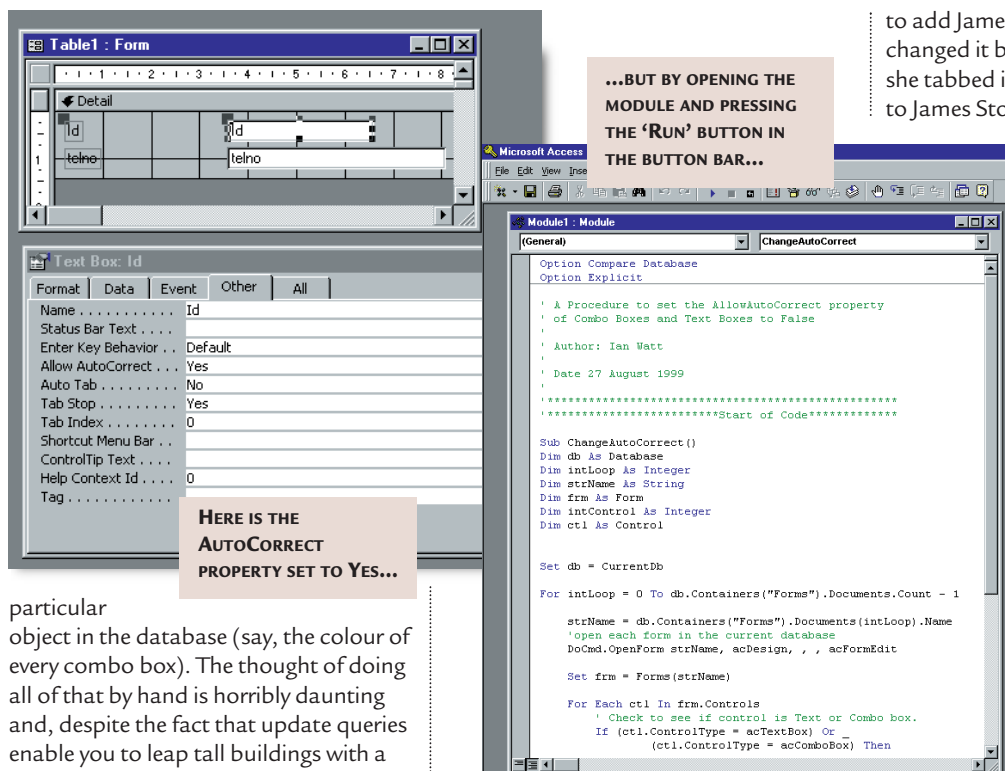 Table1 : Form
1 2 3 4 5 6 7 8
Detail
Id
Id
1
telno
telno
Text Box: Id
Format Data Event Other All
Name . . . . . . . . . . . Id
Status Bar Text . . . .
Enter Key Behavior . . Default
Allow AutoCorrect . . . Yes
Auto Tab . . . . . . . . . No
Tab Stop . . . . . . . . . Yes
Tab Index . . . . . . . . 0
Shortcut Menu Bar . .
ControlTip Text . . . .
Help Context Id . . . . 0
Tag . . . . . . . . . . . .
HERE IS THE
AUTOCORRECT
PROPERTY SET TO YES...
particular
object in the database (say, the colour of
every combo box). The thought of doing
all of that by hand is horribly daunting
and, despite the fact that update queries
enable you to leap tall buildings with a
...BUT BY OPENING THE
MODULE AND PRESSING
THE ‘RUN’ BUTTON IN
THE BUTTON BAR...
Microsoft Access
File Edit View
Module1 : Module
(General) ChangeAutoCorrect
Option Compare Database
Option Explicit
' A Procedure to set the AllowAutoCorrect property
' of Combo Boxes and Text Boxes to False
'
' Author: Ian Watt
'
' Date 27 August 1999
'
'***************************************************
'*************************Start of Code*************
Sub ChangeAutoCorrect()
Dim db As Database
Dim intLoop As Integer
Dim strName As String
Dim frm As Form
Dim intControl As Integer
Dim ctl As Control
Set db = CurrentDb
For intLoop = 0 To db.Containers("Forms").Documents.Count - 1
strName = db.Containers("Forms").Documents(intLoop).Name
'open each form in the current database
DoCmd.OpenForm strName, acDesign, , , acFormEdit
Set frm = Forms(strName)
For Each ctl In frm.Controls
' Check to see if control is Text or Combo box.
If (ctl.ControlType = acTextBox) Or _
(ctl.ControlType = acComboBox) Then
to add Jame
changed it b
she tabbed i
to James Sto